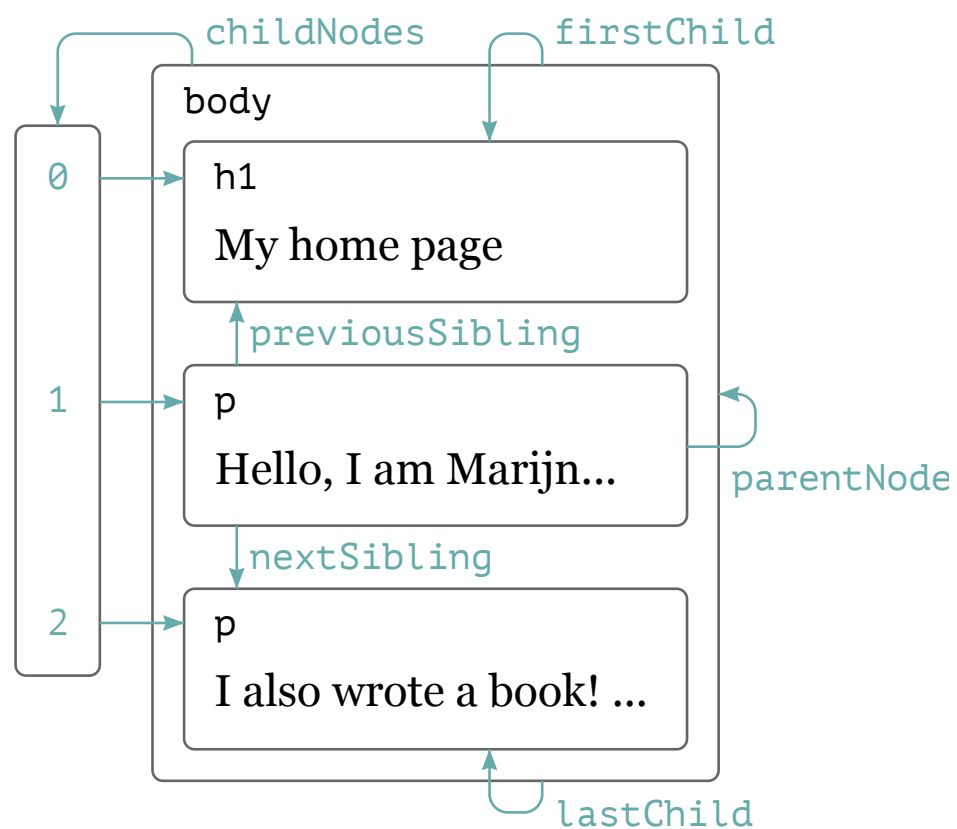 childNodes
firstChild
body
0
h1
My home page
previousSibling
1
p
Hello, I am Marijn...
parentNode
nextSibling
2
p
I also wrote a book! ...
lastChild